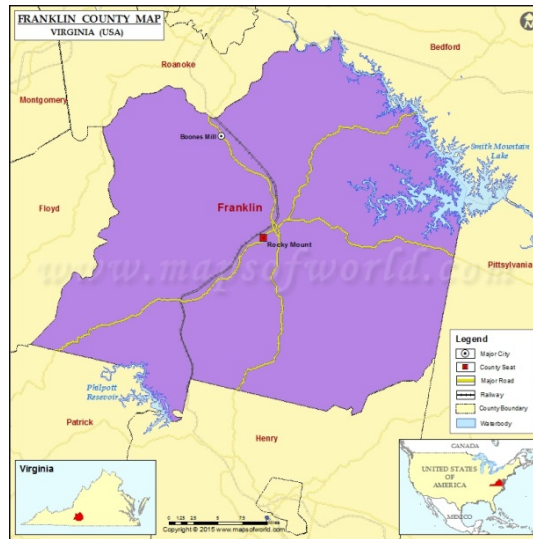 FRANKLIN COUNTY MAP
VIRGINIA (USA)
Bedford
Roanoke
Montgomery
Boones Mill
Smith Mountain
Lake
Floyd
Franklin
Rocky Mount
www.mapsofworld.com
Pittsylvania
Legend
Major City
County Seat
Major Road
Railway
County Boundary
Waterbody
Philpott
Resevoir
Patrick
Henry
Virginia
CANADA
UNITED STATES
OF
AMERICA
MEXICO
Copyright © 2015 www.mapsofworld.com